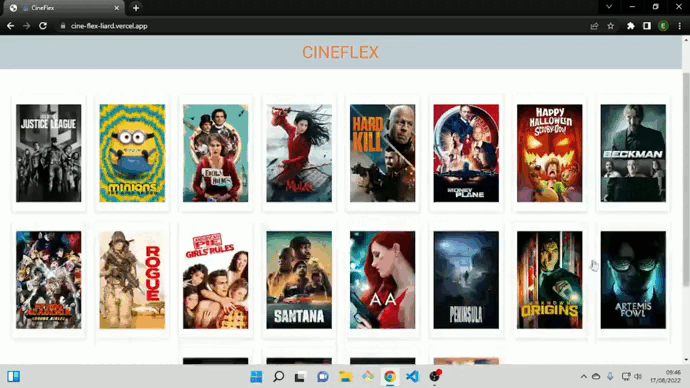 CineFlex
cine-flex-liard.vercel.app
CINEFLEX
JUSTICE LEAGUE
MINIONS
ENOLA HOLMES
MULAN
HARD KILL
MONEY PLANE
HAPPY HALLOWEEN SCOOBY-DOO!
BECKMAN
ROGUE
GIRLS' RULES
SANTANA
AVA
PENINSULA
UNKNOWN ORIGINS
ARTEMIS FOWL
09:46
17/08/2022